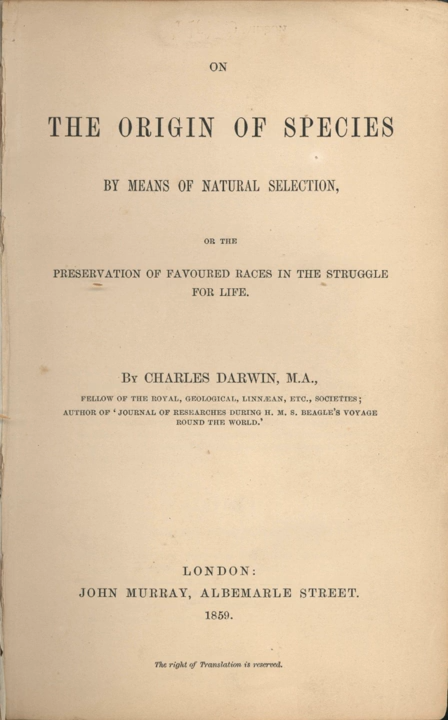 ON
THE ORIGIN OF SPECIES
BY MEANS OF NATURAL SELECTION,
OR THE
PRESERVATION OF FAVOURED RACES IN THE STRUGGLE
FOR LIFE.
BY CHARLES DARWIN, M.A.,
FELLOW OF THE ROYAL, GEOLOGICAL, LINNÆAN, ETC., SOCIETIES;
AUTHOR OF ‘JOURNAL OF RESEARCHES DURING H. M. S. BEAGLE’S VOYAGE
ROUND THE WORLD.’
LONDON:
JOHN MURRAY, ALBEMARLE STREET.
1859.
The right of Translation is reserved.